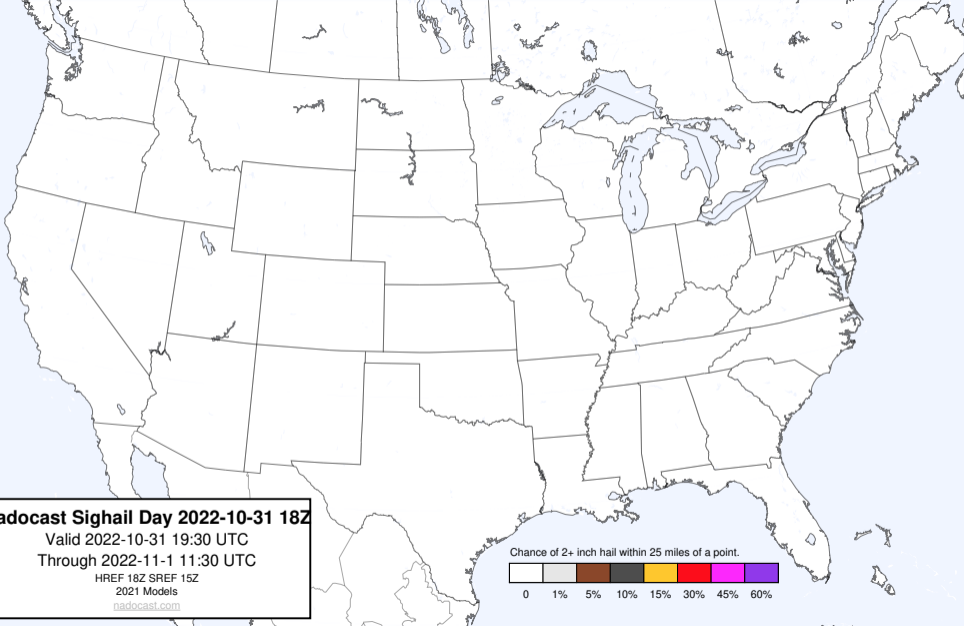 adocast Sighail Day 2022-10-31 18Z
Valid 2022-10-31 19:30 UTC
Through 2022-11-1 11:30 UTC
HREF 18Z SREF 15Z
2021 Models
nadocast.com
Chance of 2+ inch hail within 25 miles of a point.
0 1% 5% 10% 15% 30% 45% 60%